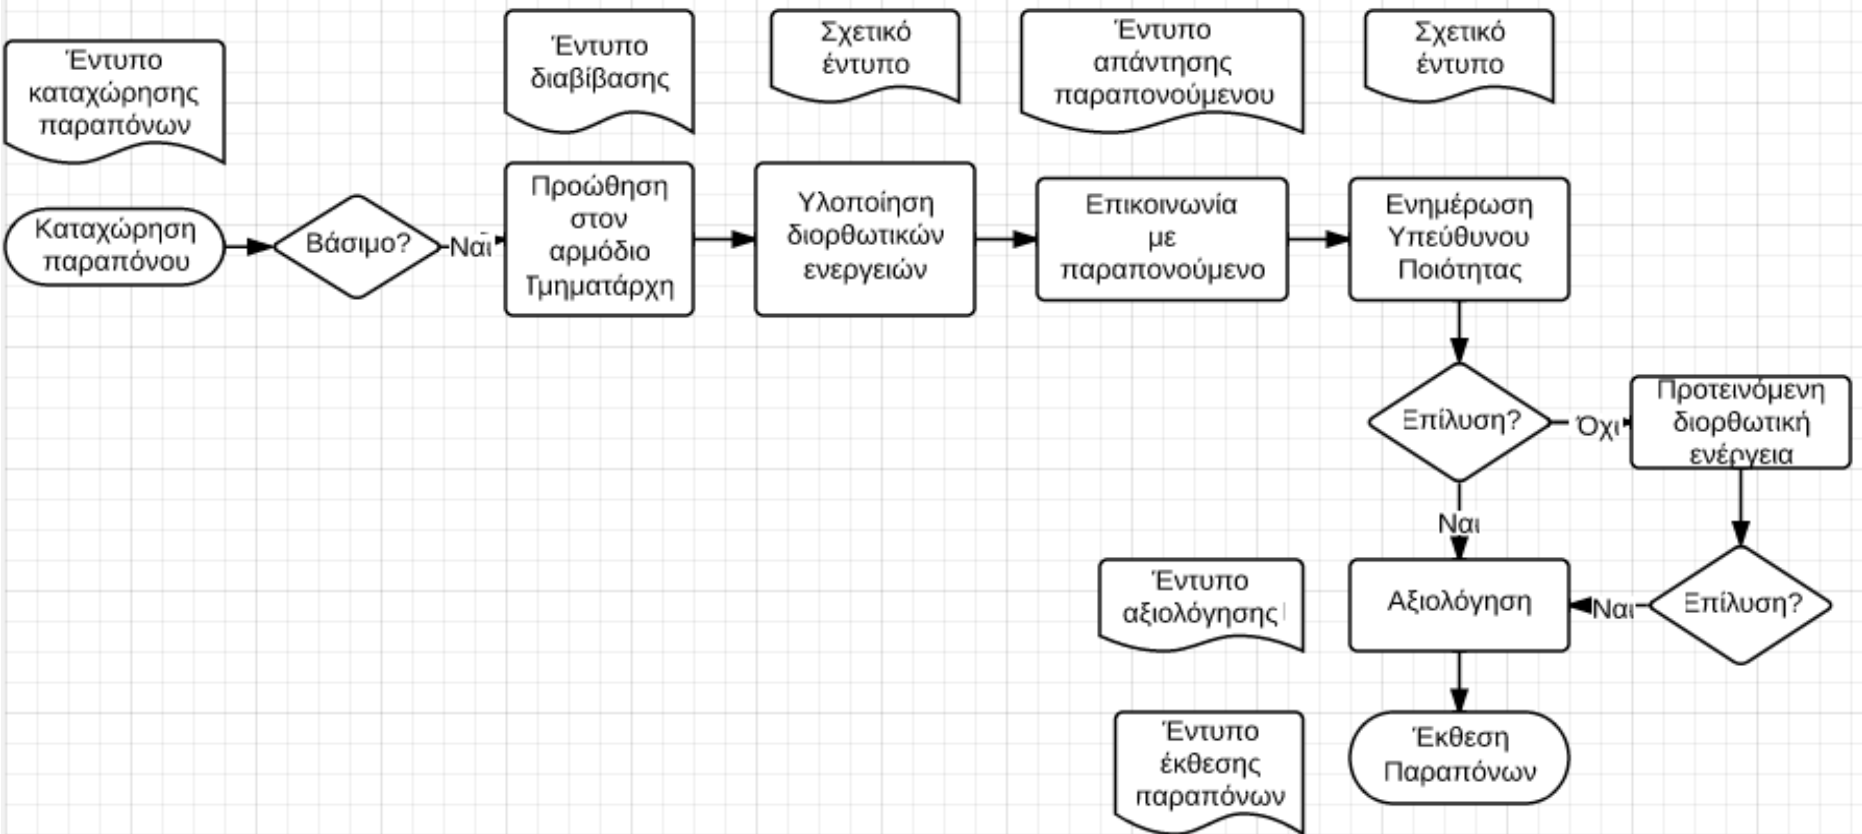 Έντυπο
καταχώρησης
παραπόνων
Έντυπο
διαβίβασης
Σχετικό
έντυπο
Έντυπο
απάντησης
παραπονούμενου
Σχετικό
έντυπο
Καταχώρηση
παραπόνου
Βάσιμο?
Ναi
Προώθηση
στον
αρμόδιο
Τμηματάρχη
Υλοποίηση
διορθωτικών
ενεργειών
Επικοινωνία
με
παραπονούμενο
Ενημέρωση
Υπεύθυνου
Ποιότητας
Επίλυση?
Όχι
Προτεινόμενη
διορθωτική
ενέργεια
Ναι
Έντυπο
αξιολόγησης
Αξιολόγηση
Ναι
Επίλυση?
Έντυπο
έκθεσης
παραπόνων
Έκθεση
Παραπόνων